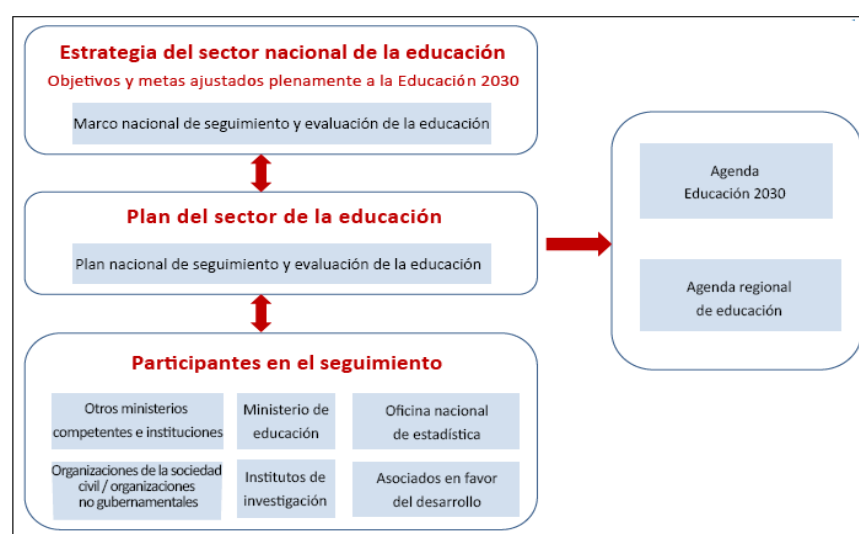 Estrategia del sector nacional de la educación
Objetivos y metas ajustados plenamente a la Educación 2030
Marco nacional de seguimiento y evaluación de la educación
Plan del sector de la educación
Plan nacional de seguimiento y evaluación de la educación
Participantes en el seguimiento
Otros ministerios
competentes e instituciones
Ministerio de
educación
Oficina nacional
de estadística
Organizaciones de la sociedad
civil / organizaciones
no gubernamentales
Institutos de
investigación
Asociados en favor
del desarrollo
Agenda
Educación 2030
Agenda regional
de educación